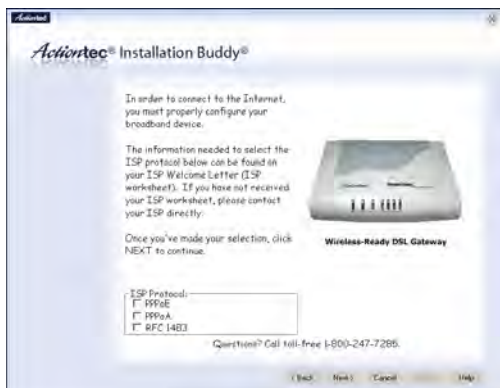 Actiontec
Actiontec® Installation Buddy®
In order to connect to the Internet,
you must properly configure your
broadband device.
The information needed to select the
ISP protocol below can be found on
your ISP Welcome Letter (ISP
worksheet). If you have not received
your ISP worksheet, please contact
your ISP directly.
Once you've made your selection, click
NEXT to continue.
Wireless-Ready DSL Gateway
ISP Protocol:
PPPoE
PPPoA
RFC 1483
Questions? Call toll-free 1-800-247-7285.
< Back Next > Cancel Help